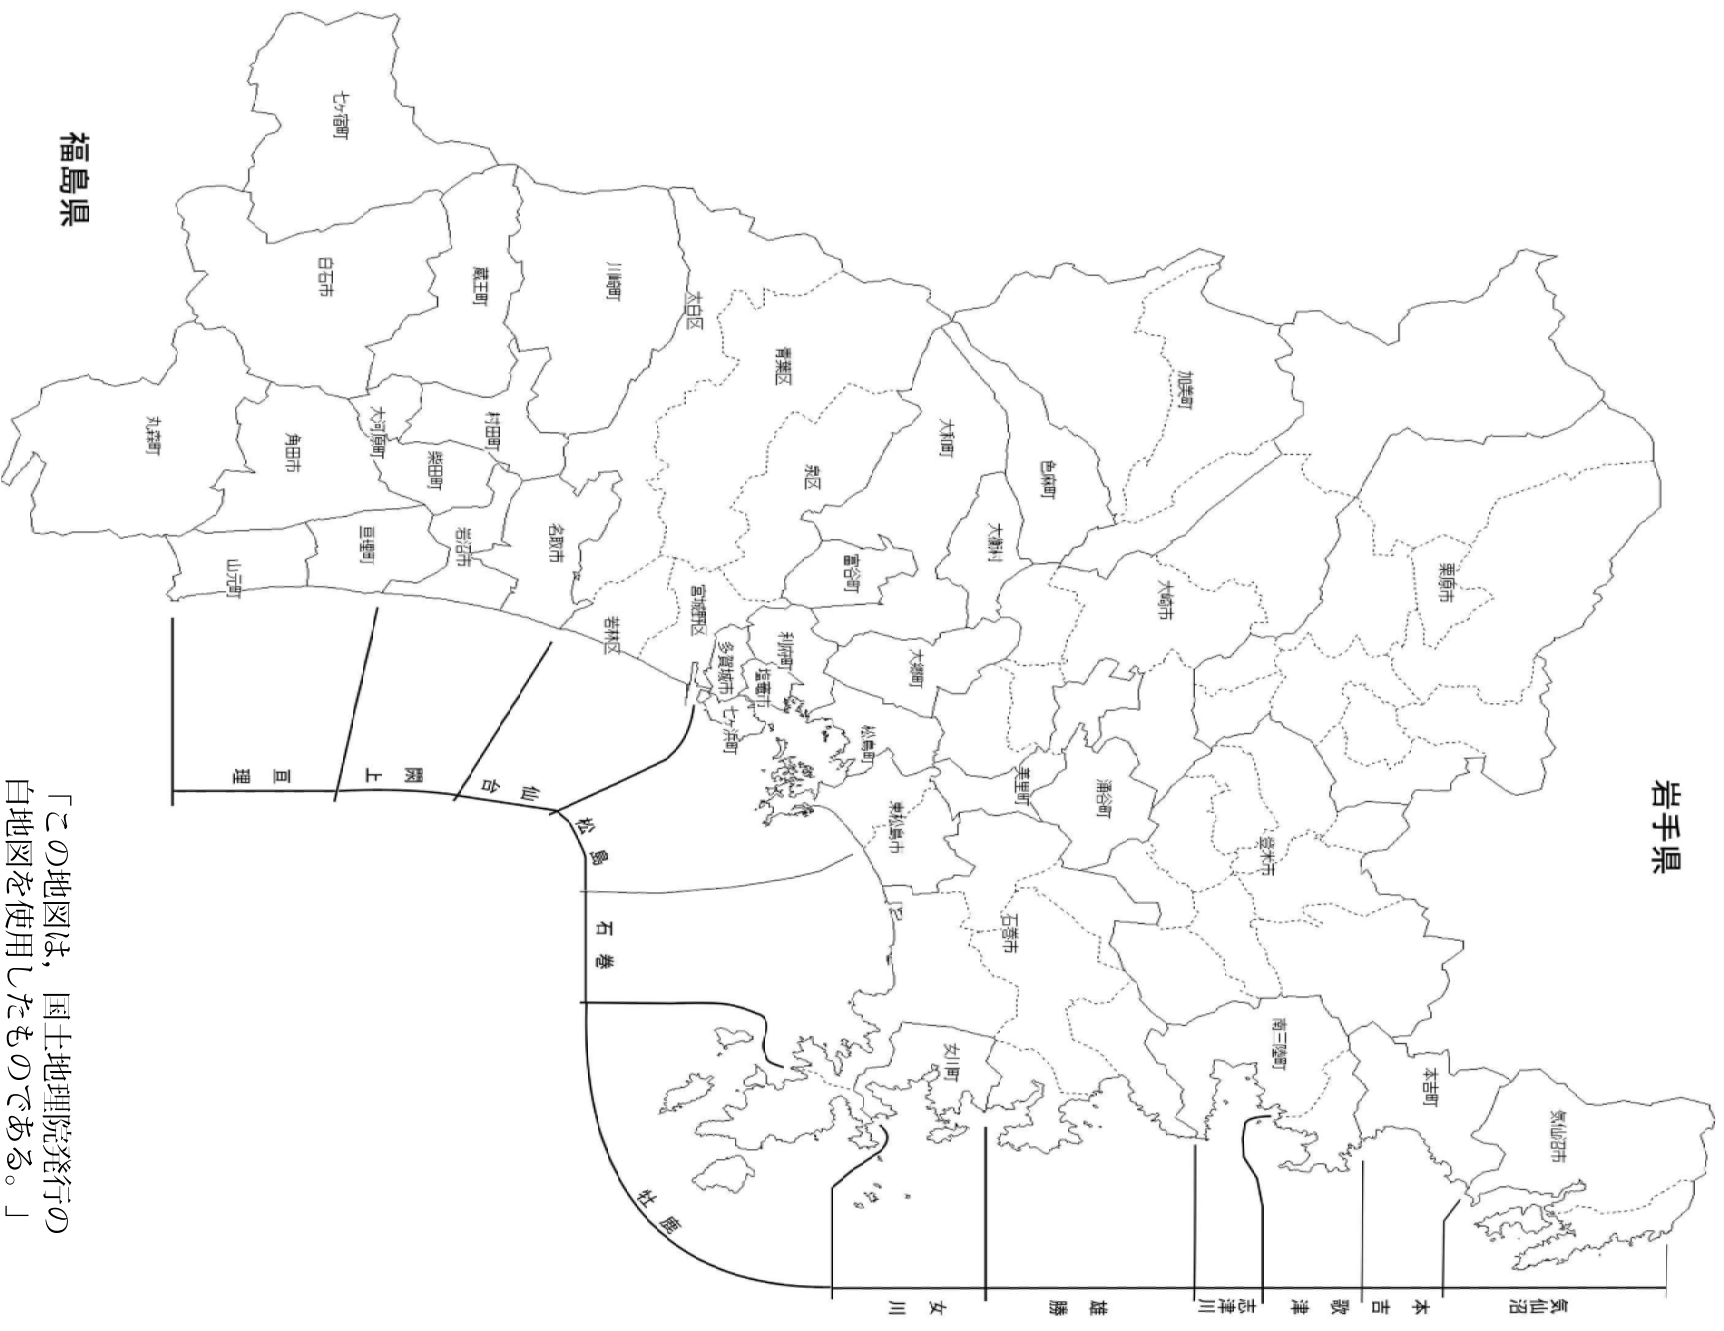 岩手県
気仙沼市
気仙沼
本吉町
本吉
歌津
南三陸町
志津川
栗原市
登米市
雄勝
加美町
大崎市
涌谷町
色麻町
美里町
石巻市
大衡村
大和町
大郷町
女川町
女川
富谷町
松島町
東松島市
泉区
青葉区
利府町
塩竈市
多賀城市
七ヶ浜町
宮城野区
太白区
牡鹿
若林区
石巻
松島
川崎町
名取市
仙台
村田町
蔵王町
岩沼市
柴田町
閖上
大河原町
亘理町
七ヶ宿町
白石市
角田市
亘理
山元町
丸森町
福島県
「この地図は，国土地理院発行の
白地図を使用したものである。」